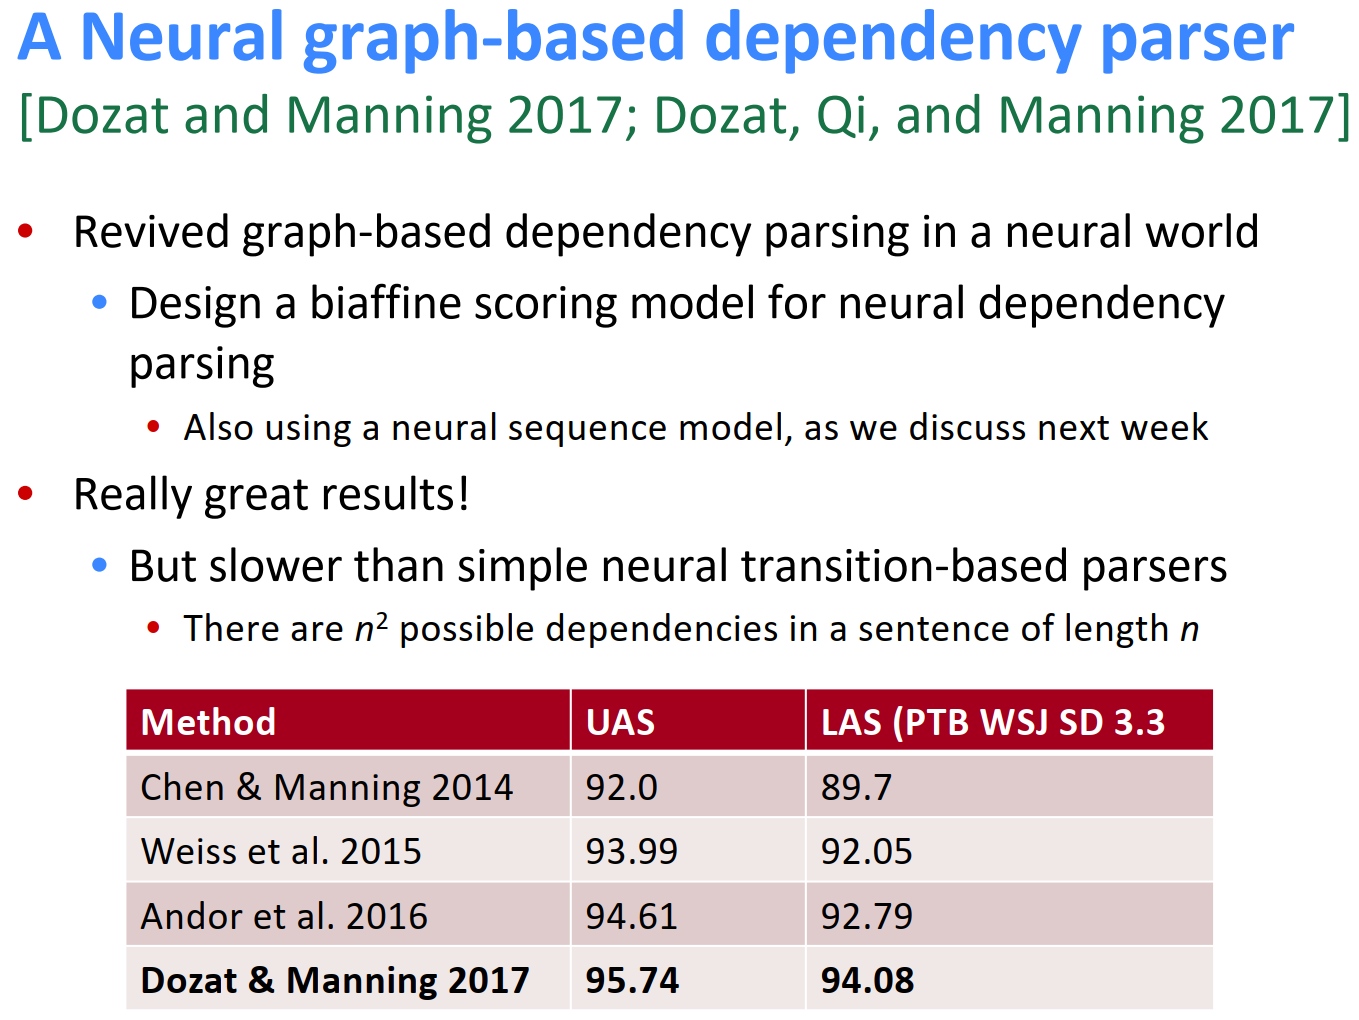 A Neural graph-based dependency parser
[Dozat and Manning 2017; Dozat, Qi, and Manning 2017]
• Revived graph-based dependency parsing in a neural world
• Design a biaffine scoring model for neural dependency
parsing
• Also using a neural sequence model, as we discuss next week
• Really great results!
• But slower than simple neural transition-based parsers
• There are n² possible dependencies in a sentence of length n
Method UAS LAS (PTB WSJ SD 3.3
Chen & Manning 2014 92.0 89.7
Weiss et al. 2015 93.99 92.05
Andor et al. 2016 94.61 92.79
Dozat & Manning 2017 95.74 94.08